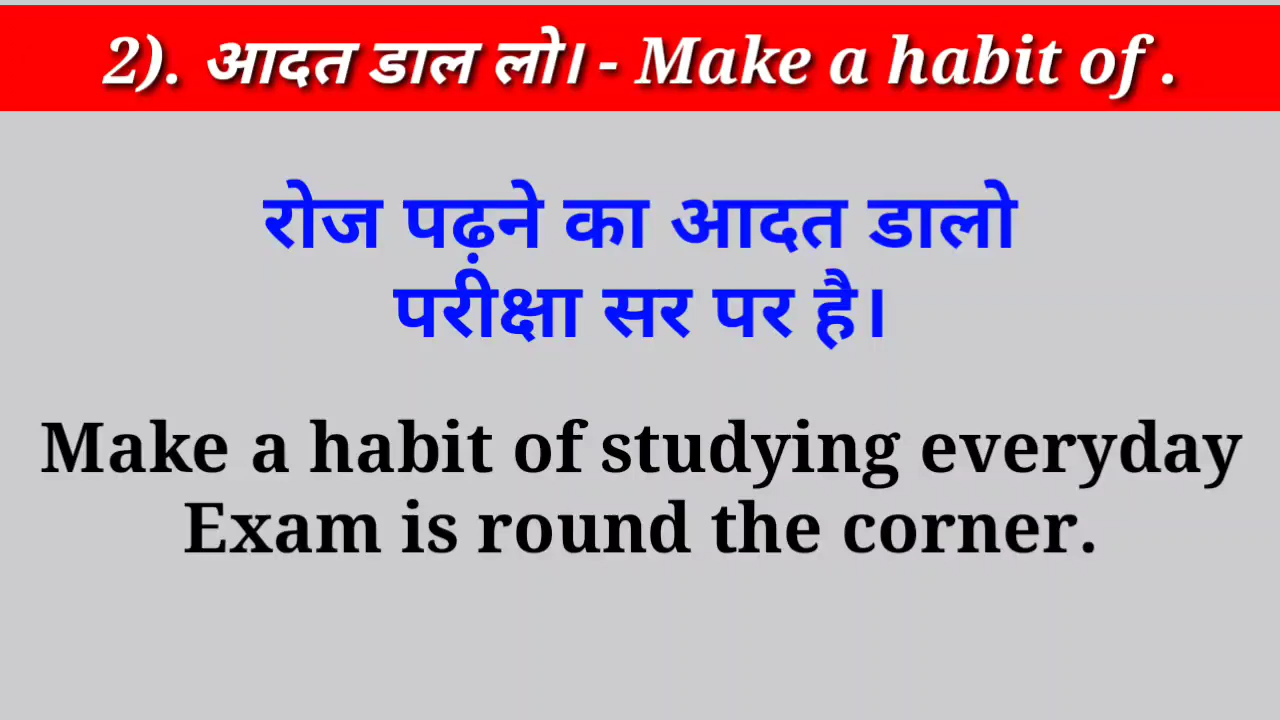 2). आदत डाल लो। - Make a habit of .
रोज पढ़ने का आदत डालो
परीक्षा सर पर है।
Make a habit of studying everyday
Exam is round the corner.